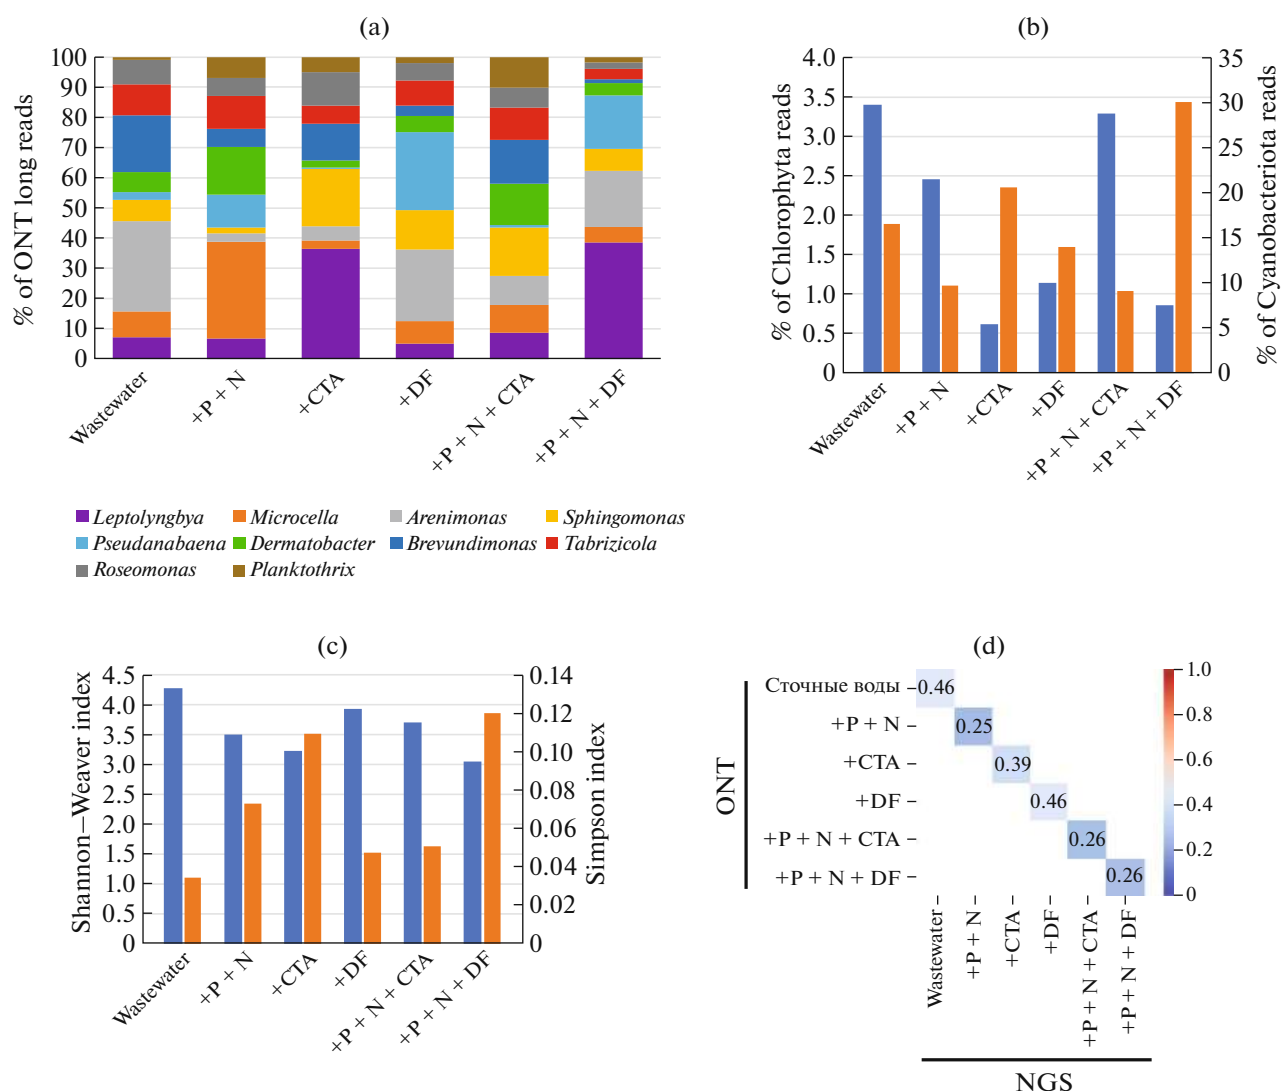 (a)
% of ONT long reads
100
90
80
70
60
50
40
30
20
10
0
Wastewater
+P + N
+CTA
+DF
+P + N + CTA
+P + N + DF
Leptolyngbya
Microcella
Arenimonas
Sphingomonas
Pseudanabaena
Dermatobacter
Brevundimonas
Tabrizicola
Roseomonas
Planktothrix
(b)
% of Chlorophyta reads
4.0
3.5
3.0
2.5
2.0
1.5
1.0
0.5
0
35
30
25
20
15
10
5
0
% of Cyanobacteriota reads
Wastewater
+P + N
+CTA
+DF
+P + N + CTA
+P + N + DF
(c)
Shannon–Weaver index
4.5
4.0
3.5
3.0
2.5
2.0
1.5
1.0
0.5
0
0.14
0.12
0.10
0.08
0.06
0.04
0.02
0
Simpson index
Wastewater
+P + N
+CTA
+DF
+P + N + CTA
+P + N + DF
(d)
ONT
Сточные воды
+P + N
+CTA
+DF
+P + N + CTA
+P + N + DF
0.46
0.25
0.39
0.46
0.26
0.26
1.0
0.8
0.6
0.4
0.2
0
Wastewater
+P + N
+CTA
+DF
+P + N + CTA
+P + N + DF
NGS